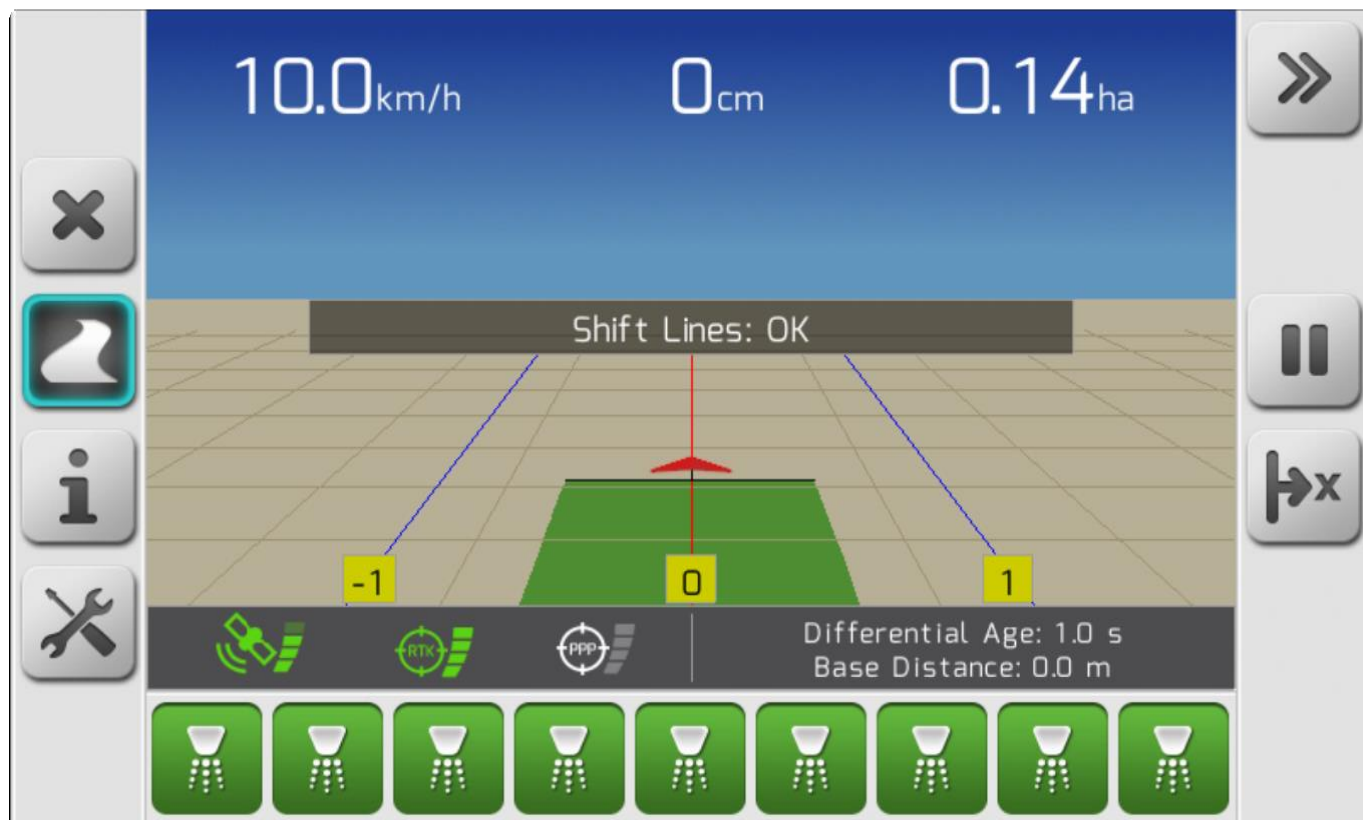 10.0km/h
0cm
0.14ha
Shift Lines: OK
x
-1
0
1
RTK
PPP
Differential Age: 1.0 s
Base Distance: 0.0 m